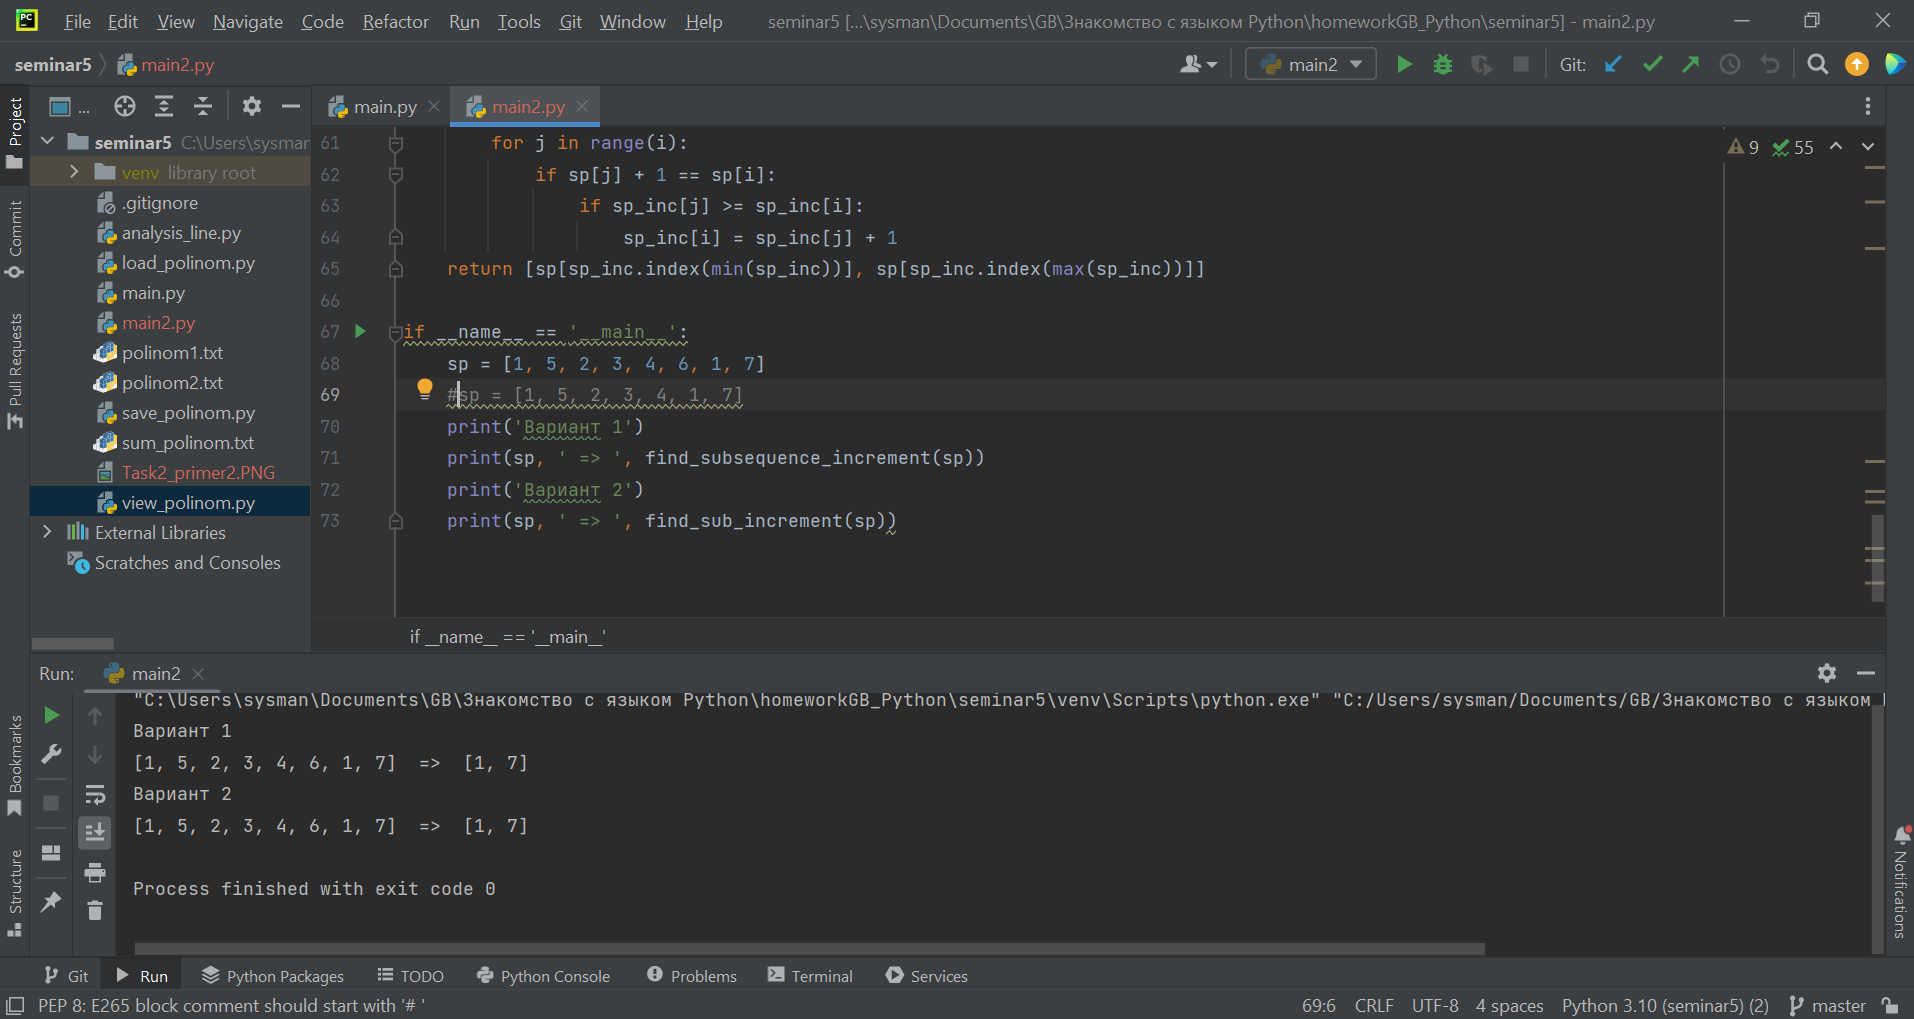 File Edit View Navigate Code Refactor Run Tools Git Window Help seminar5 [...\sysman\Documents\GB\Знакомство с языком Python\homeworkGB_Python\seminar5] - main2.py
seminar5 main2.py main2 Git:
Project
Commit
Pull Requests
Bookmarks
Structure
...
seminar5 C:\Users\sysmar
venv library root
.gitignore
analysis_line.py
load_polinom.py
main.py
main2.py
polinom1.txt
polinom2.txt
save_polinom.py
sum_polinom.txt
Task2_primer2.PNG
view_polinom.py
External Libraries
Scratches and Consoles
main.py main2.py
9 55
61 for j in range(i):
62 if sp[j] + 1 == sp[i]:
63 if sp_inc[j] >= sp_inc[i]:
64 sp_inc[i] = sp_inc[j] + 1
65 return [sp[sp_inc.index(min(sp_inc))], sp[sp_inc.index(max(sp_inc))]]
66
67 if __name__ == '__main__':
68 sp = [1, 5, 2, 3, 4, 6, 1, 7]
69 #sp = [1, 5, 2, 3, 4, 1, 7]
70 print('Вариант 1')
71 print(sp, ' => ', find_subsequence_increment(sp))
72 print('Вариант 2')
73 print(sp, ' => ', find_sub_increment(sp))
if __name__ == '__main__'
Run: main2
"C:\Users\sysman\Documents\GB\Знакомство с языком Python\homeworkGB_Python\seminar5\venv\Scripts\python.exe" "C:/Users/sysman/Documents/GB/Знакомство с языком
Вариант 1
[1, 5, 2, 3, 4, 6, 1, 7]  =>  [1, 7]
Вариант 2
[1, 5, 2, 3, 4, 6, 1, 7]  =>  [1, 7]
Process finished with exit code 0
Notifications
Git Run Python Packages TODO Python Console Problems Terminal Services
PEP 8: E265 block comment should start with '# ' 69:6 CRLF UTF-8 4 spaces Python 3.10 (seminar5) (2) master